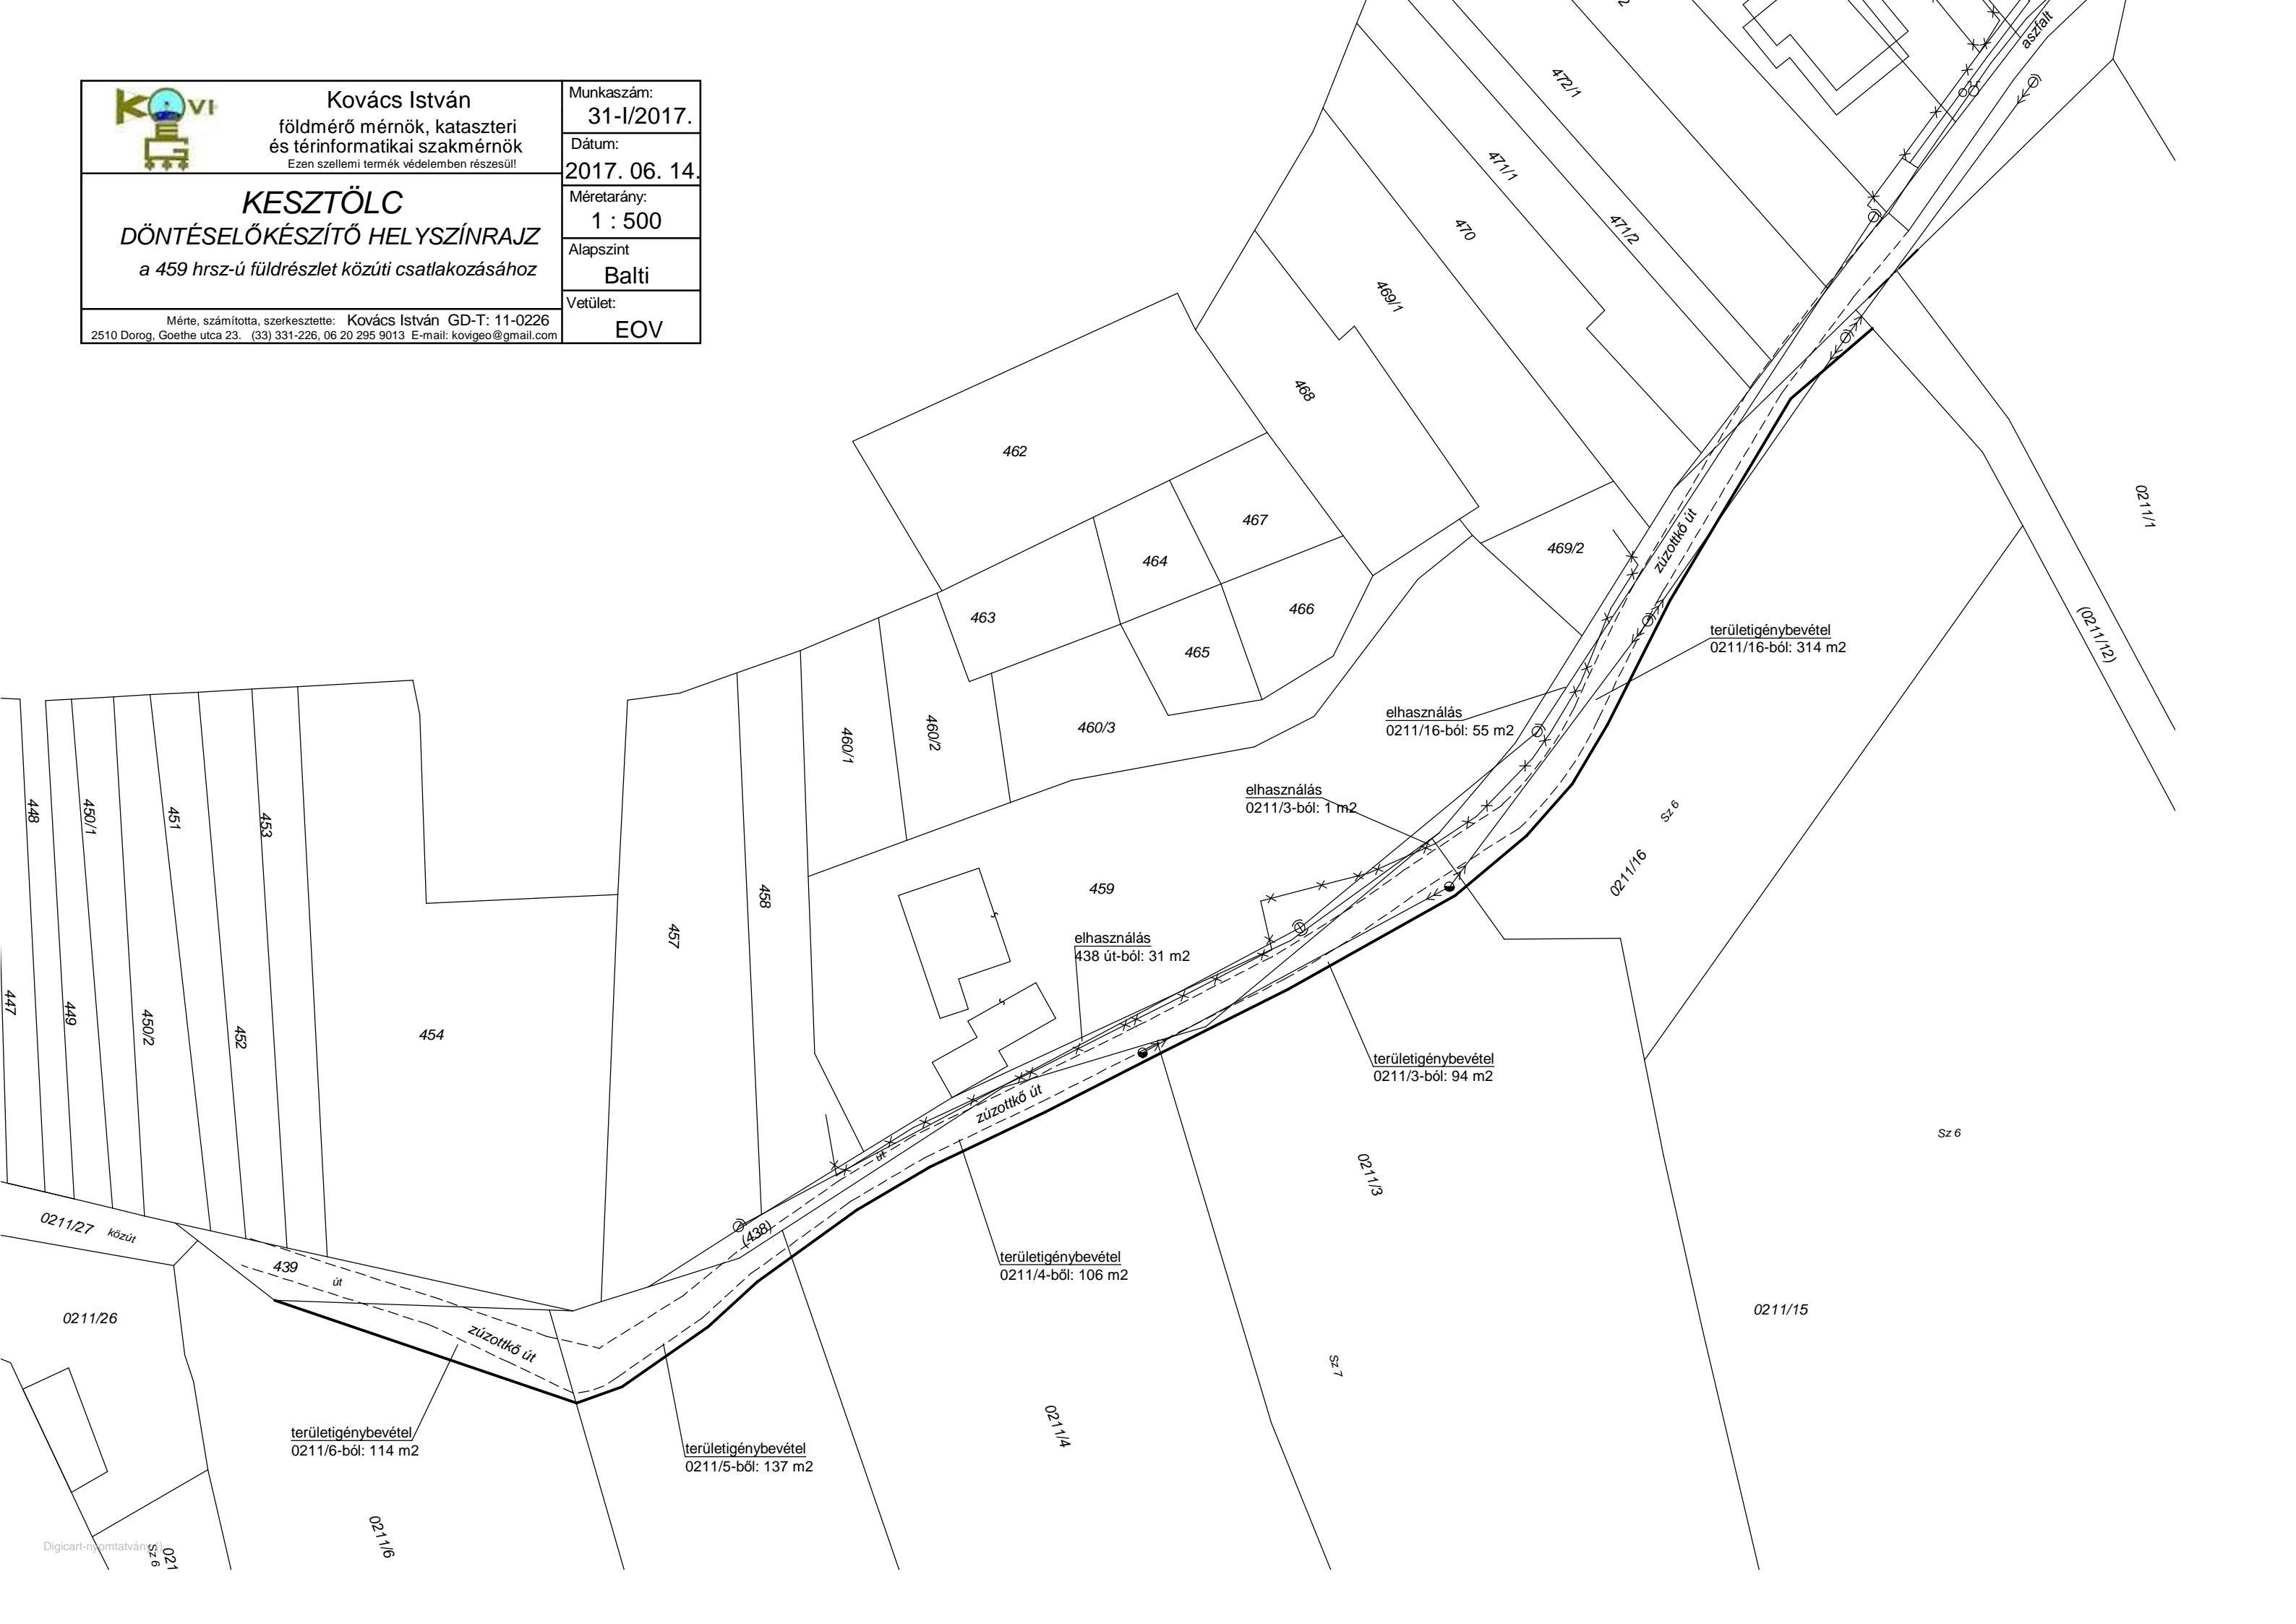 KOVI
G
Kovács István
földmérő mérnök, kataszteri
és térinformatikai szakmérnök
Ezen szellemi termék védelemben részesül!
Munkaszám:
31-I/2017.
Dátum:
2017. 06. 14.
Méretarány:
1 : 500
Alapszint
Balti
Vetület:
EOV
KESZTÖLC
DÖNTÉSELŐKÉSZÍTŐ HELYSZÍNRAJZ
a 459 hrsz-ú füldrészlet közúti csatlakozásához
Mérte, számította, szerkesztette: Kovács István GD-T: 11-0226
2510 Dorog, Goethe utca 23. (33) 331-226, 06 20 295 9013 E-mail: kovigeo@gmail.com
aszfalt
472/1
471/1
471/2
470
469/1
468
462
467
464
469/2
463
466
465
zúzottkő út
0211/1
(0211/12)
területigénybevétel
0211/16-ból: 314 m2
elhasználás
0211/16-ból: 55 m2
460/1
460/2
460/3
elhasználás
0211/3-ból: 1 m2
448
450/1
451
453
Sz 6
0211/16
458
459
457
elhasználás
438 út-ból: 31 m2
447
449
450/2
452
454
területigénybevétel
0211/3-ból: 94 m2
zúzottkő út
út
Sz 6
0211/3
0211/27 közút
(438)
439
út
területigénybevétel
0211/4-ből: 106 m2
0211/26
0211/15
zúzottkő út
Sz 7
területigénybevétel
0211/6-ból: 114 m2
területigénybevétel
0211/5-ből: 137 m2
0211/4
0211/6
Sz 6
021